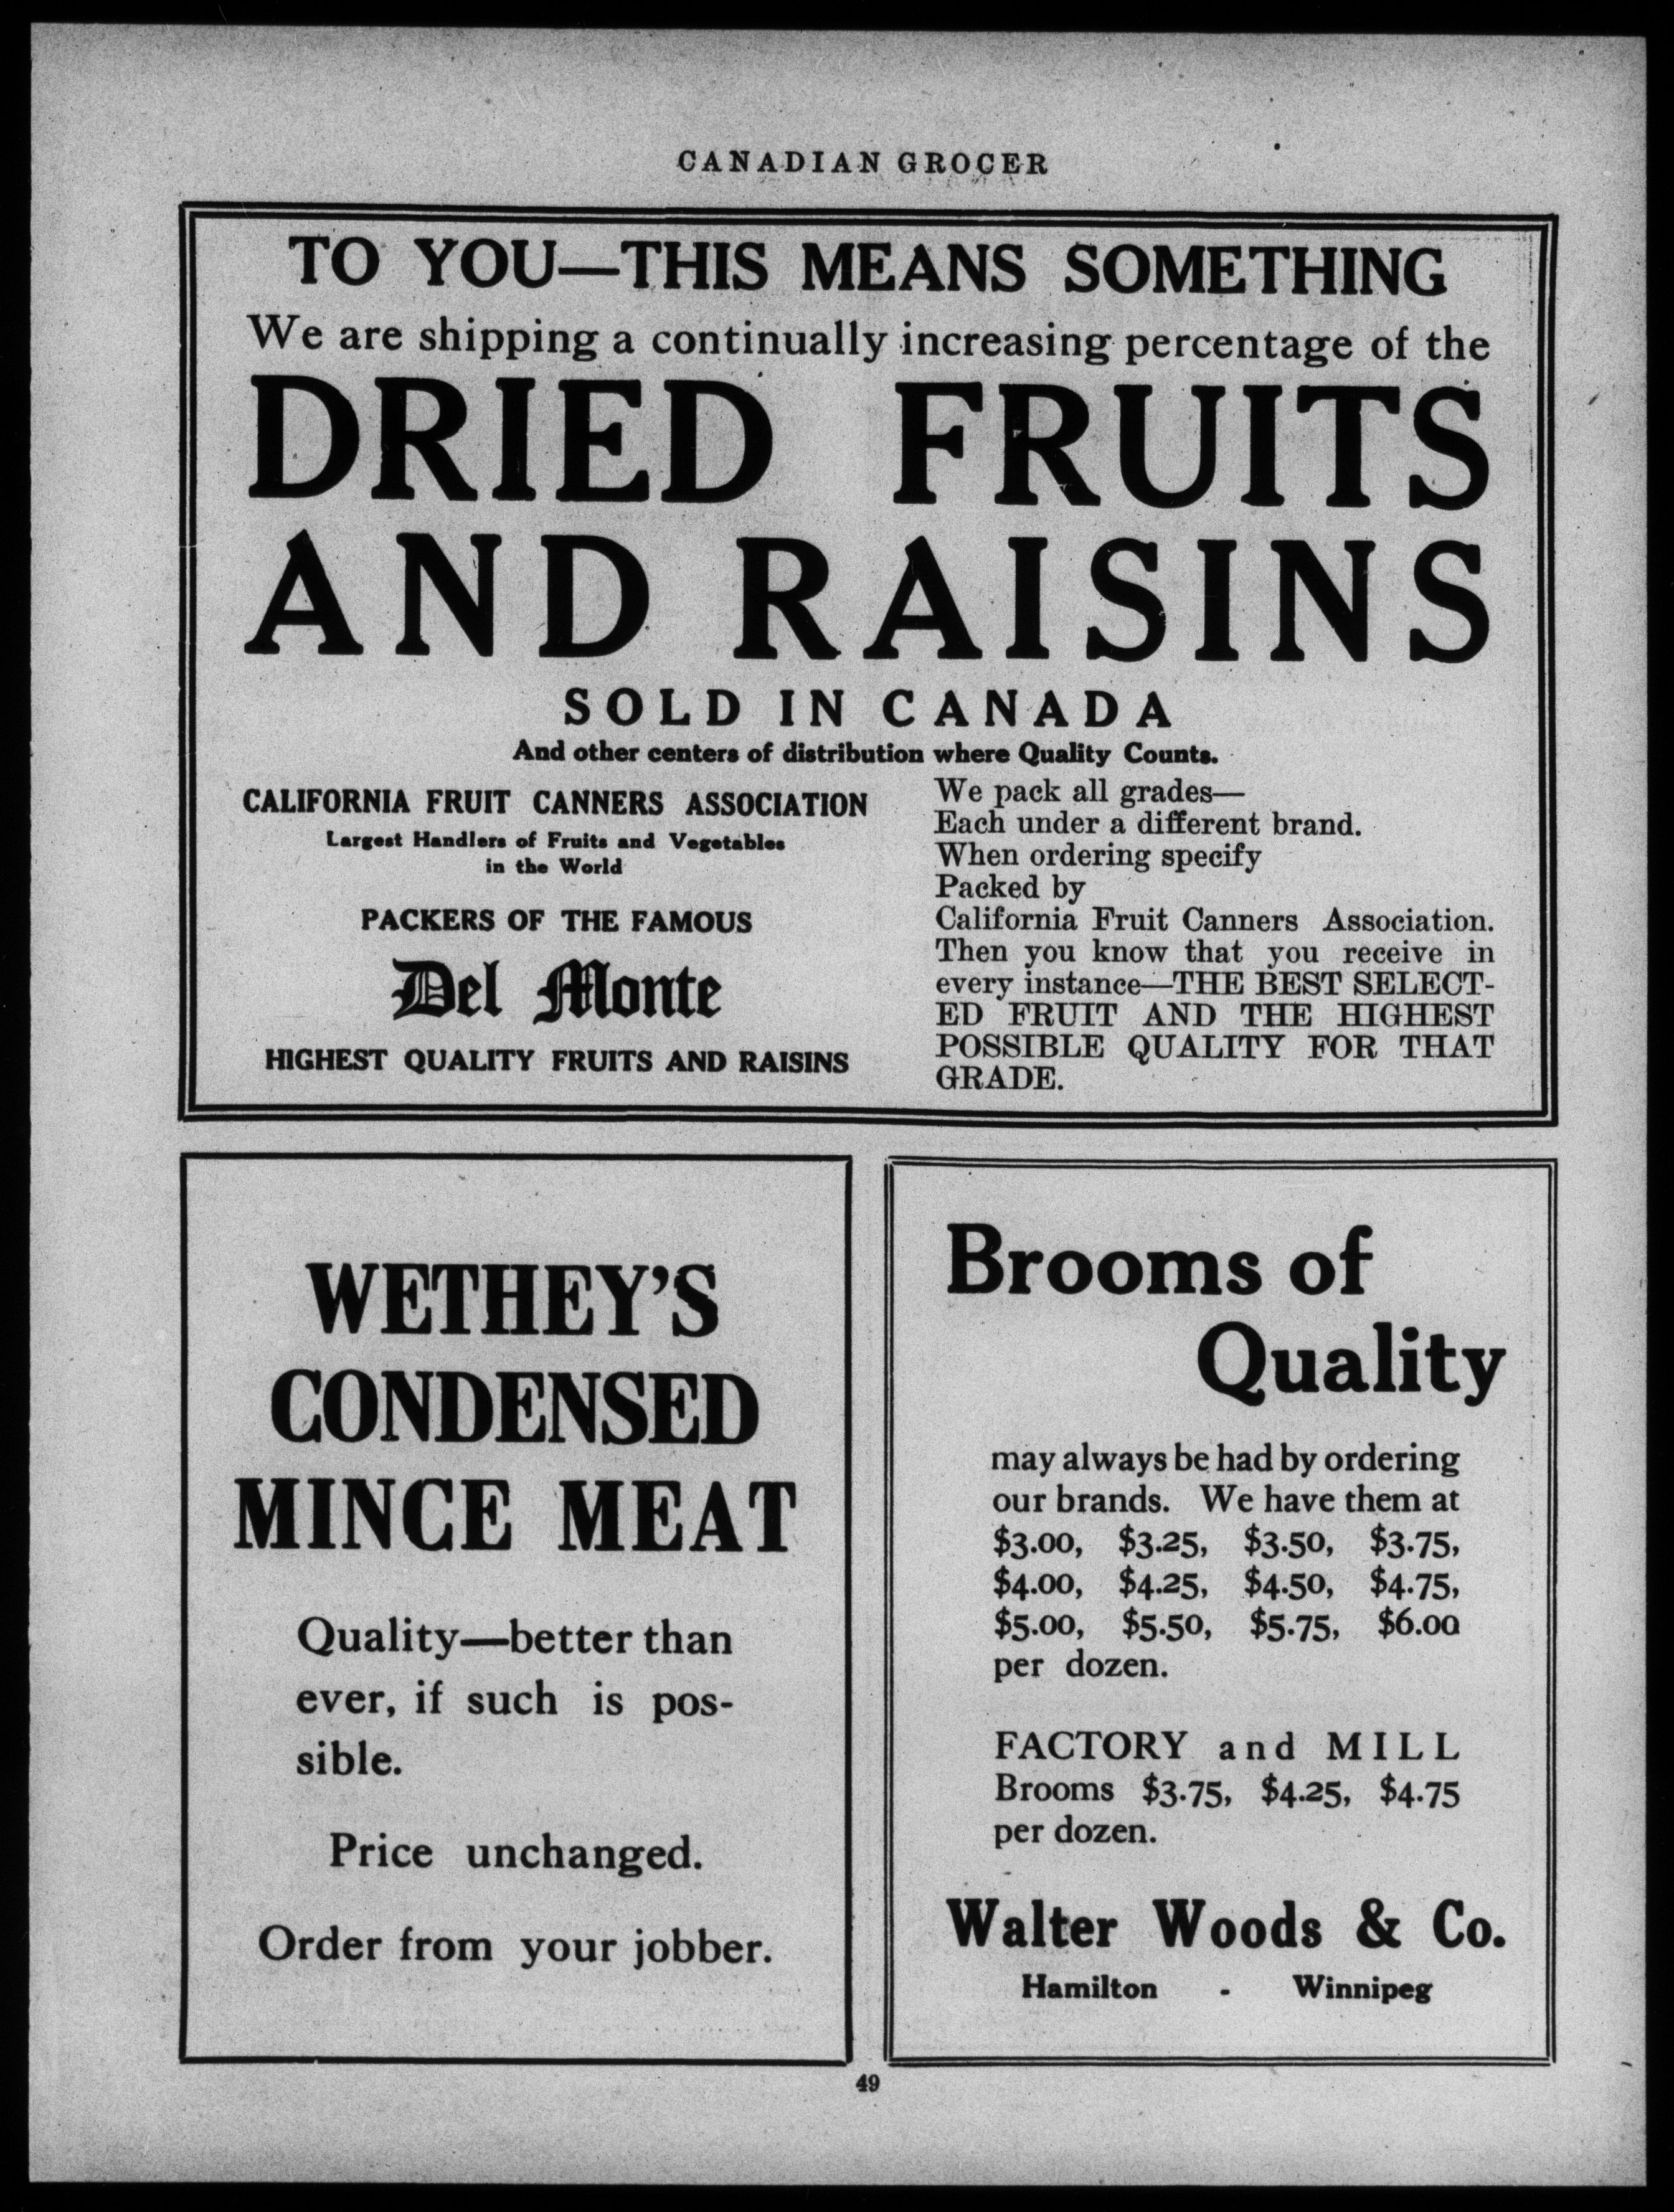 CANADIAN GROCER
TO YOU—THIS MEANS SOMETHING
We are shipping a continually increasing percentage of the
DRIED FRUITS
AND RAISINS
SOLD IN CANADA
And other centers of distribution where Quality Counts.
CALIFORNIA FRUIT CANNERS ASSOCIATION
Largest Handlers of Fruits and Vegetables
in the World
PACKERS OF THE FAMOUS
Del Monte
HIGHEST QUALITY FRUITS AND RAISINS
We pack all grades—
Each under a different brand.
When ordering specify
Packed by
California Fruit Canners Association.
Then you know that you receive in
every instance—THE BEST SELECT-
ED FRUIT AND THE HIGHEST
POSSIBLE QUALITY FOR THAT
GRADE.
WETHEY'S
CONDENSED
MINCE MEAT
Quality—better than
ever, if such is pos-
sible.
Price unchanged.
Order from your jobber.
Brooms of
Quality
may always be had by ordering
our brands. We have them at
$3.00, $3.25, $3.50, $3.75,
$4.00, $4.25, $4.50, $4.75,
$5.00, $5.50, $5.75, $6.00
per dozen.
FACTORY and MILL
Brooms $3.75, $4.25, $4.75
per dozen.
Walter Woods & Co.
Hamilton - Winnipeg
49